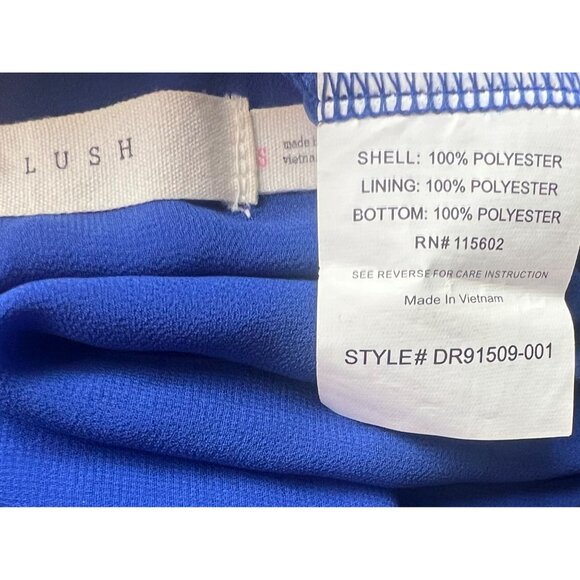 LUSH
S
made in
vietnam
SHELL: 100% POLYESTER
LINING: 100% POLYESTER
BOTTOM: 100% POLYESTER
RN# 115602
SEE REVERSE FOR CARE INSTRUCTION
Made In Vietnam
STYLE# DR91509-001